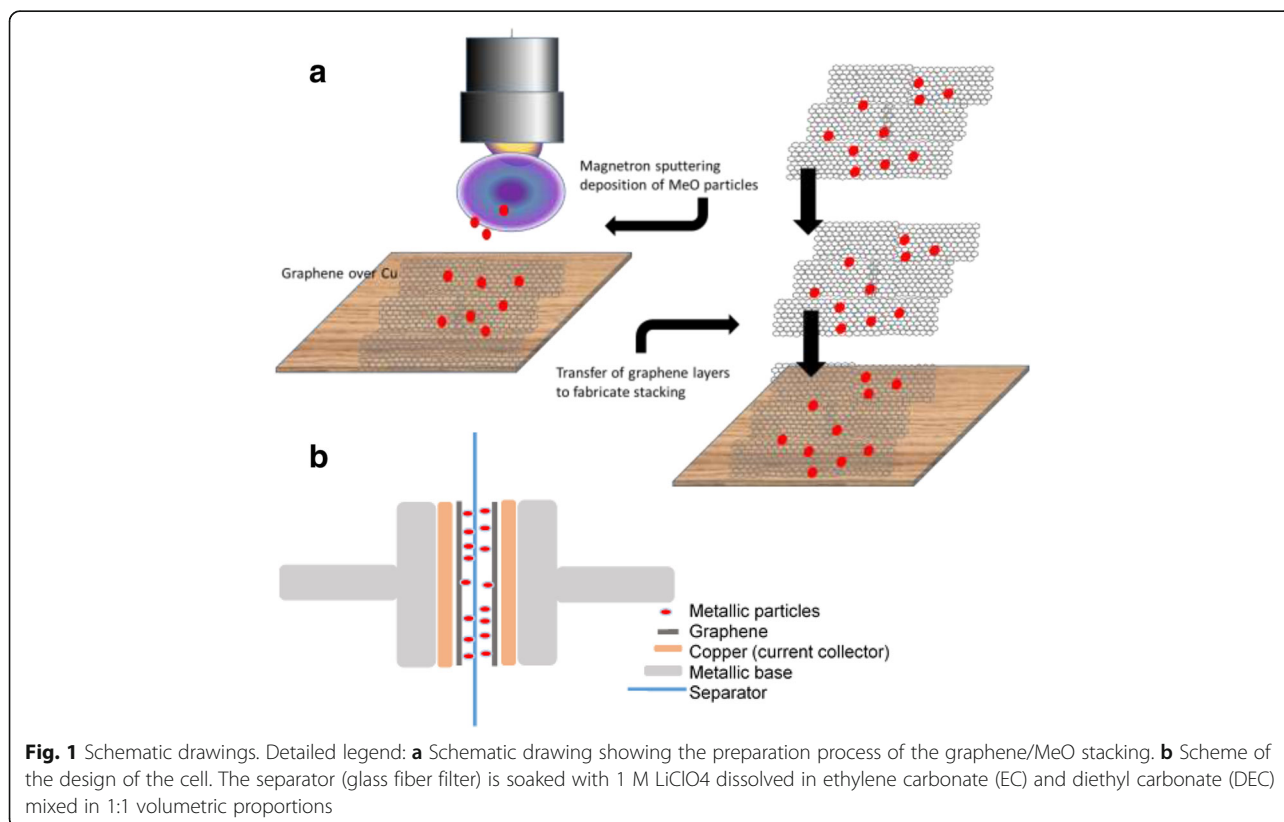 a
Magnetron sputtering
deposition of MeO particles
Graphene over Cu
Transfer of graphene layers
to fabricate stacking
b
Metallic particles
Graphene
Copper (current collector)
Metallic base
Separator
Fig. 1 Schematic drawings. Detailed legend: a Schematic drawing showing the preparation process of the graphene/MeO stacking. b Scheme of
the design of the cell. The separator (glass fiber filter) is soaked with 1 M LiClO4 dissolved in ethylene carbonate (EC) and diethyl carbonate (DEC)
mixed in 1:1 volumetric proportions